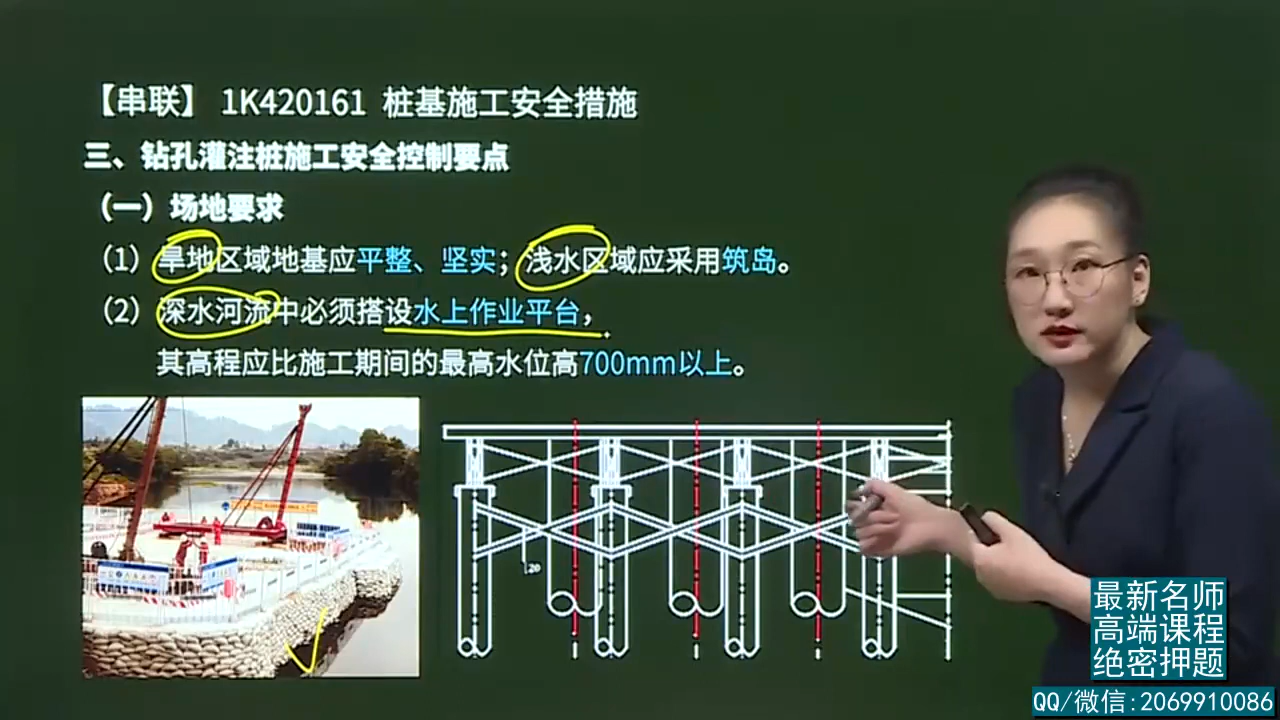 【串联】 1K420161 桩基施工安全措施
三、钻孔灌注桩施工安全控制要点
（一）场地要求
（1）旱地区域地基应平整、坚实；浅水区域应采用筑岛。
（2）深水河流中必须搭设水上作业平台，
其高程应比施工期间的最高水位高700mm以上。
20
最新名师
高端课程
绝密押题
QQ/微信:2069910086